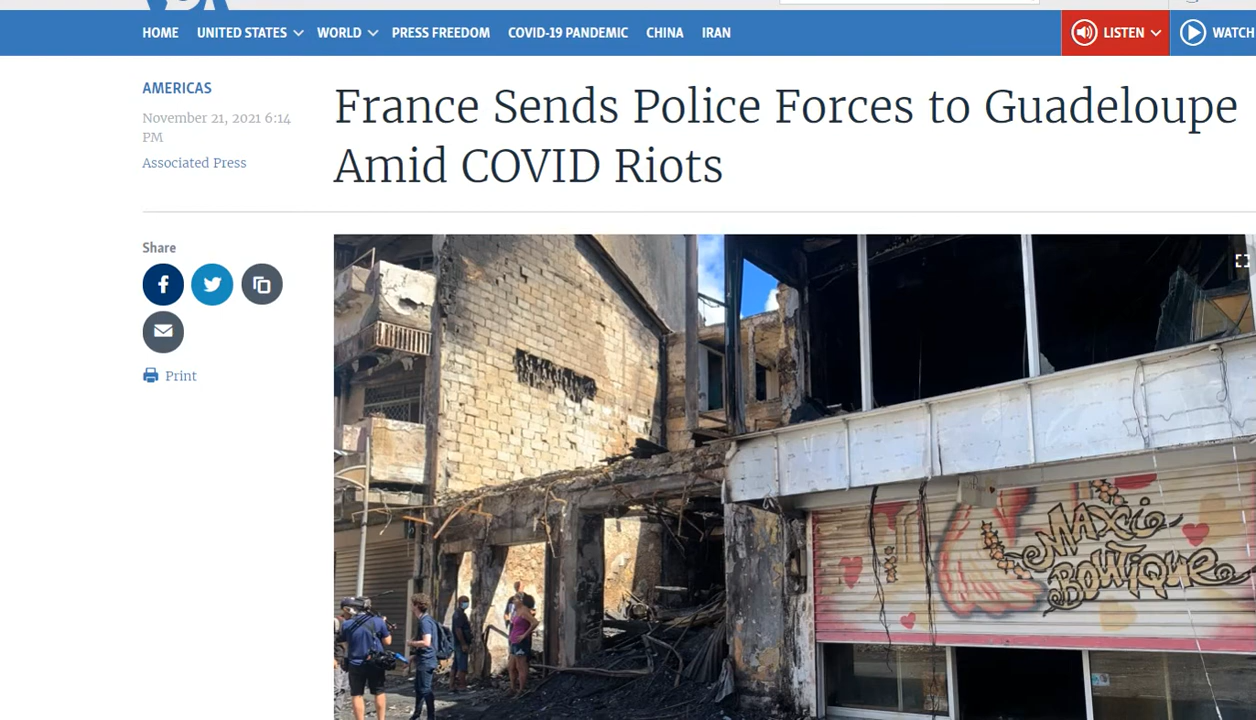 HOME UNITED STATES WORLD PRESS FREEDOM COVID-19 PANDEMIC CHINA IRAN LISTEN WATCH
AMERICAS
November 21, 2021 6:14
PM
Associated Press
France Sends Police Forces to Guadeloupe
Amid COVID Riots
Share
Print
MAXCie
BOUTIQUE